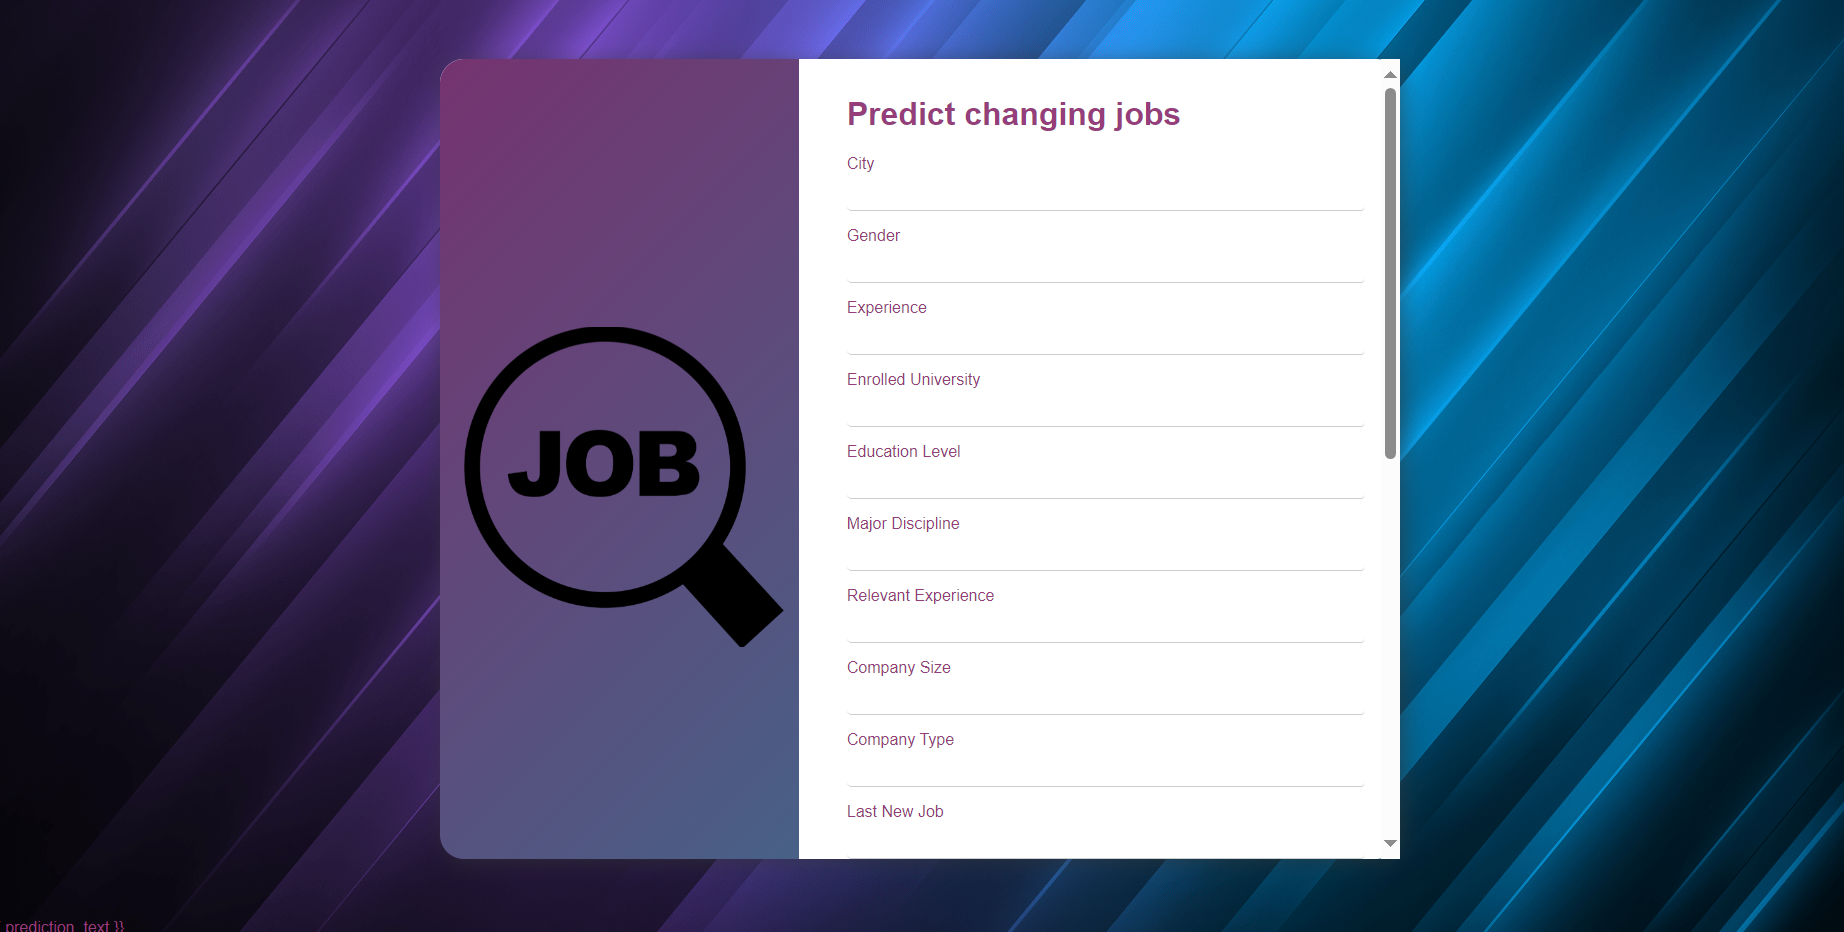 Predict changing jobs
City
Gender
Experience
Enrolled University
Education Level
JOB
Major Discipline
Relevant Experience
Company Size
Company Type
Last New Job
prediction_text }}